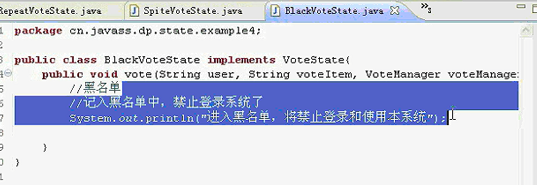 RepeatVoteState.java SpiteVoteState.java BlackVoteState.java
package cn.javass.dp.state.example4;
public class BlackVoteState implements VoteState{
public void vote(String user, String voteItem, VoteManager voteManager
//黑名单
//记入黑名单中，禁止登录系统了
System.out.println("进入黑名单，将禁止登录和使用本系统");
}
}